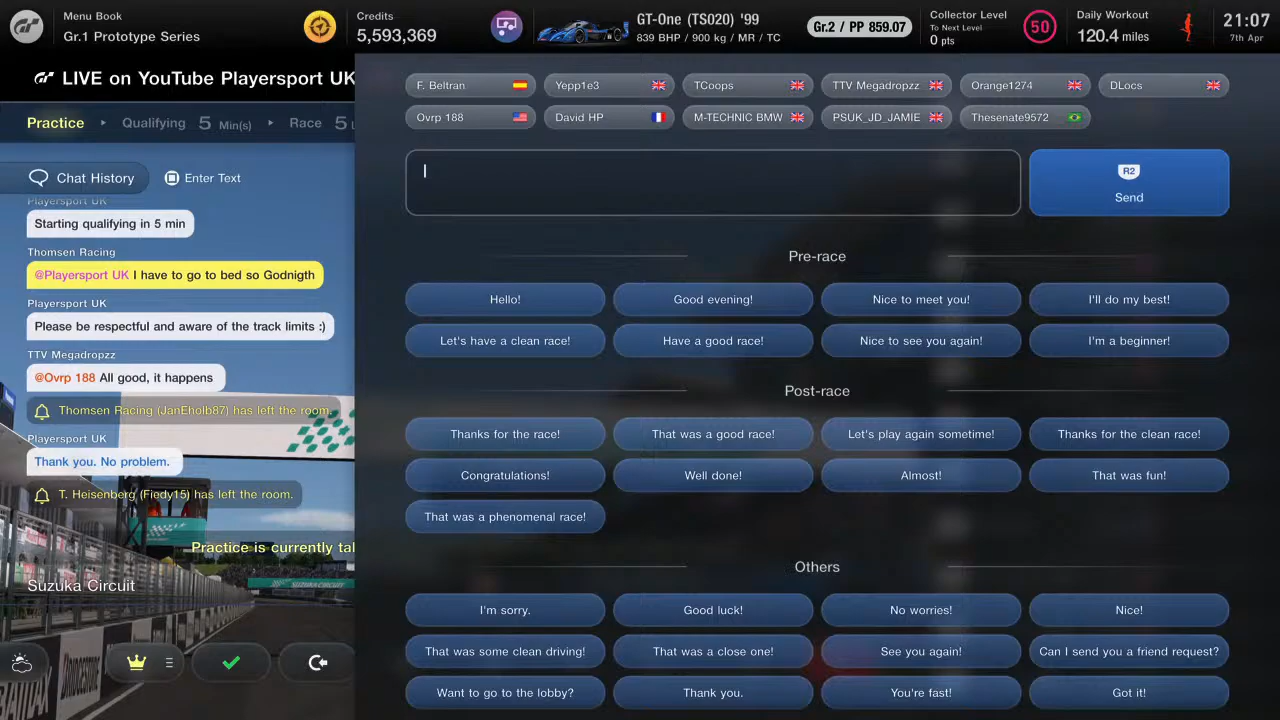 Menu Book
Gr.1 Prototype Series
Credits
5,593,369
GT-One (TS020) '99
839 BHP / 900 kg / MR / TC
Gr.2 / PP 859.07
Collector Level
To Next Level
0 pts
50
Daily Workout
120.4 miles
21:07
7th Apr
LIVE on YouTube Playersport UK
Practice
Qualifying 5 Min(s)
Race 5 L
Chat History
Enter Text
Playersport UK
Starting qualifying in 5 min
Thomsen Racing
@Playersport UK I have to go to bed so Godnigth
Playersport UK
Please be respectful and aware of the track limits :)
TTV Megadropzz
@Ovrp 188 All good, it happens
Thomsen Racing (JanEholb87) has left the room.
Playersport UK
Thank you. No problem.
T. Heisenberg (Fiedy15) has left the room.
Practice is currently tal
Suzuka Circuit
F. Beltran
Yepp1e3
TCoops
TTV Megadropzz
Orange1274
DLocs
Ovrp 188
David HP
M-TECHNIC BMW
PSUK_JD_JAMIE
Thesenate9572
R2
Send
Pre-race
Hello!
Good evening!
Nice to meet you!
I'll do my best!
Let's have a clean race!
Have a good race!
Nice to see you again!
I'm a beginner!
Post-race
Thanks for the race!
That was a good race!
Let's play again sometime!
Thanks for the clean race!
Congratulations!
Well done!
Almost!
That was fun!
That was a phenomenal race!
Others
I'm sorry.
Good luck!
No worries!
Nice!
That was some clean driving!
That was a close one!
See you again!
Can I send you a friend request?
Want to go to the lobby?
Thank you.
You're fast!
Got it!